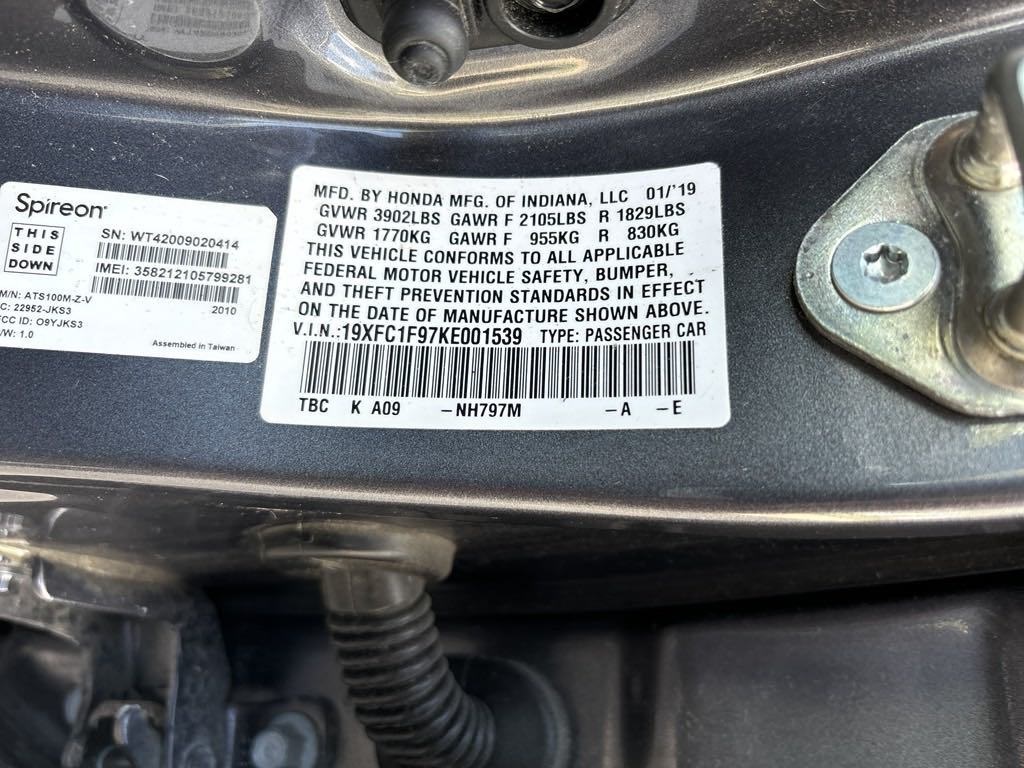 Spireon
THIS
SIDE
DOWN
SN: WT42009020414
IMEI: 358212105799281
M/N: ATS100M-Z-V
2010
C: 22952-JKS3
CC ID: O9YJKS3
/W: 1.0
Assembled in Taiwan
MFD. BY HONDA MFG. OF INDIANA, LLC 01/'19
GVWR 3902LBS GAWR F 2105LBS R 1829LBS
GVWR 1770KG GAWR F 955KG R 830KG
THIS VEHICLE CONFORMS TO ALL APPLICABLE
FEDERAL MOTOR VEHICLE SAFETY, BUMPER,
AND THEFT PREVENTION STANDARDS IN EFFECT
ON THE DATE OF MANUFACTURE SHOWN ABOVE.
V.I.N.:19XFC1F97KE001539 TYPE: PASSENGER CAR
TBC K A09 -NH797M -A -E